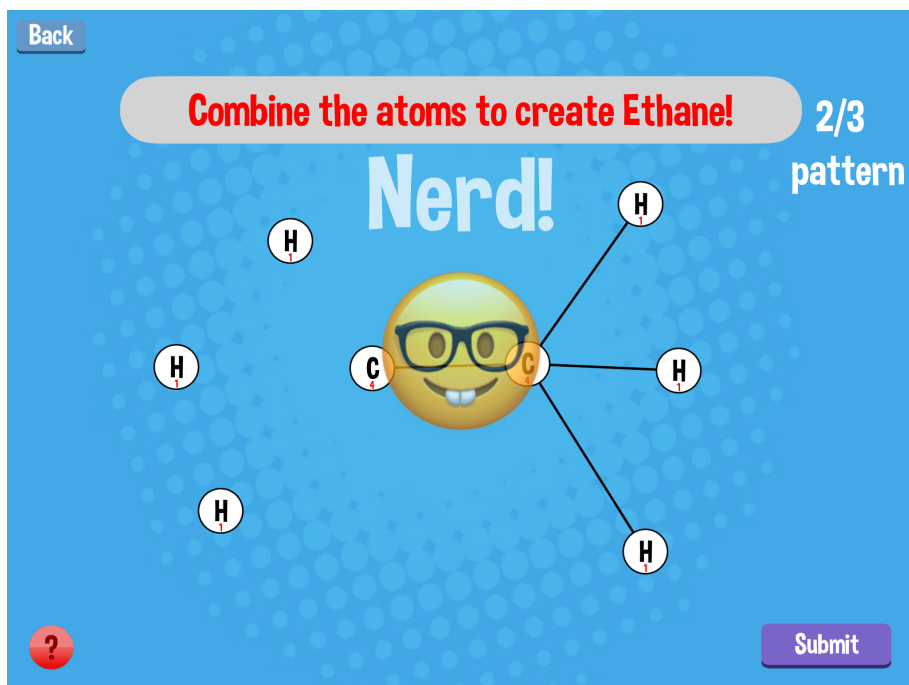 Back
Combine the atoms to create Ethane!
2/3
pattern
Nerd!
H
1
H
1
H
1
C
4
C
4
H
1
H
1
H
1
?
Submit